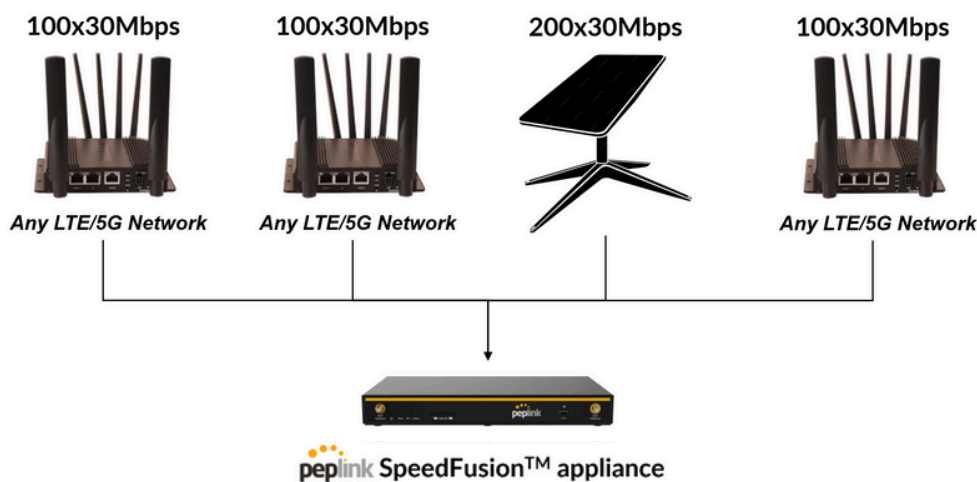 100x30Mbps 100x30Mbps 200x30Mbps 100x30Mbps
Any LTE/5G Network Any LTE/5G Network Any LTE/5G Network
peplink
peplink SpeedFusion™ appliance